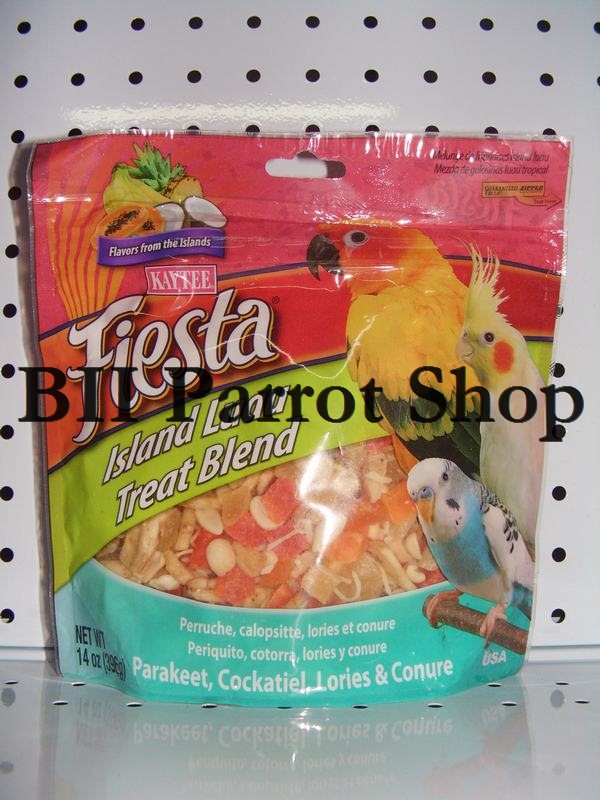 Mezcla de golosinas luau tropical
Flavors from the Islands
KAYTEE
Fiesta®
BII Parrot Shop
Island Luau
Treat Blend
Perruche, calopsitte, lories et conure
Periquito, cotorra, lories y conure
NET WT
14 oz (396g)
Parakeet, Cockatiel, Lories & Conure
USA